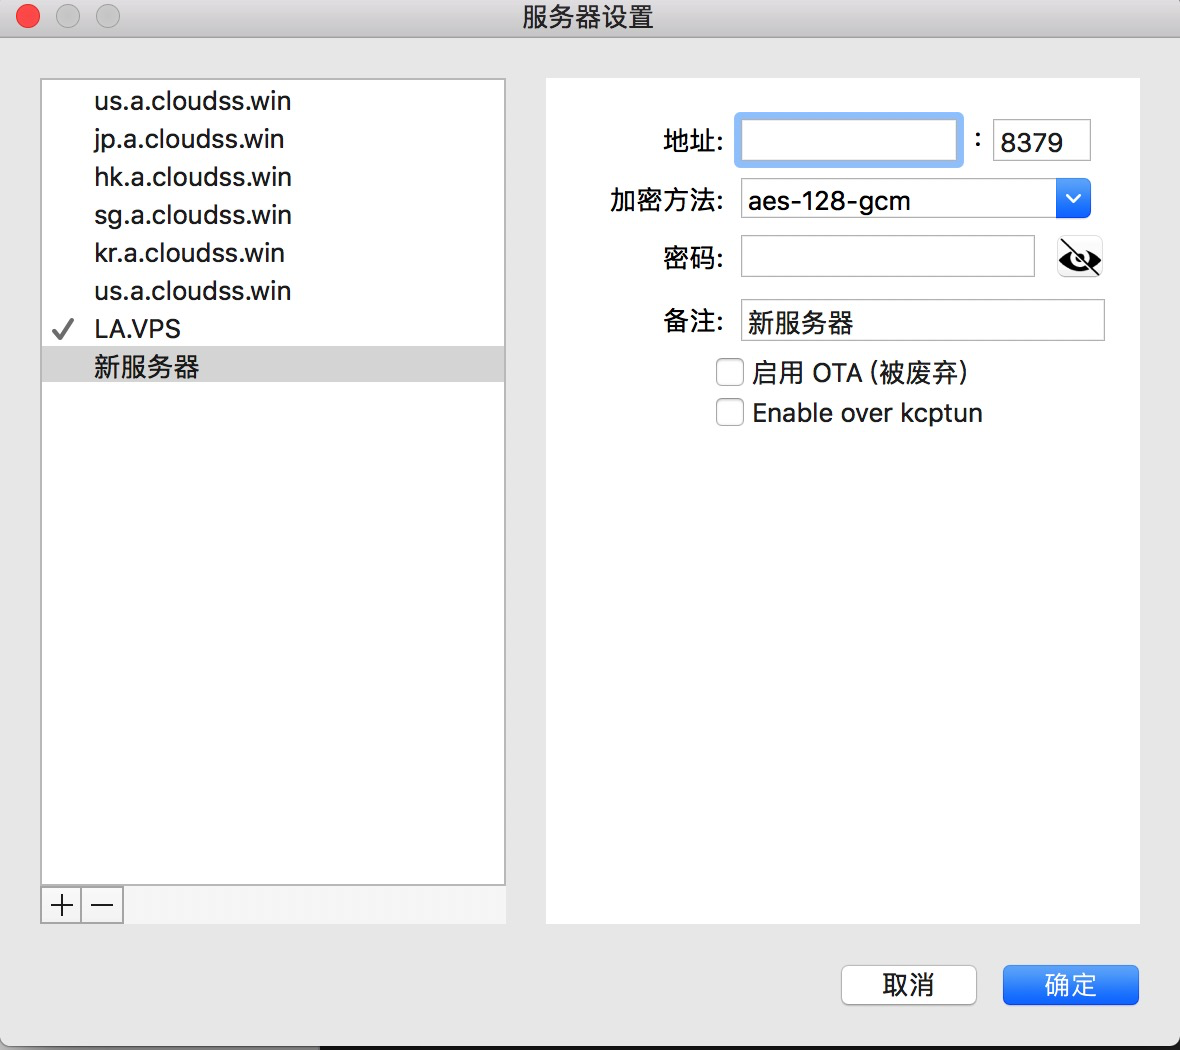 服务器设置
us.a.cloudss.win
jp.a.cloudss.win
hk.a.cloudss.win
sg.a.cloudss.win
kr.a.cloudss.win
us.a.cloudss.win
LA.VPS
新服务器
地址: : 8379
加密方法: aes-128-gcm
密码:
备注: 新服务器
启用 OTA (被废弃)
Enable over kcptun
取消 确定